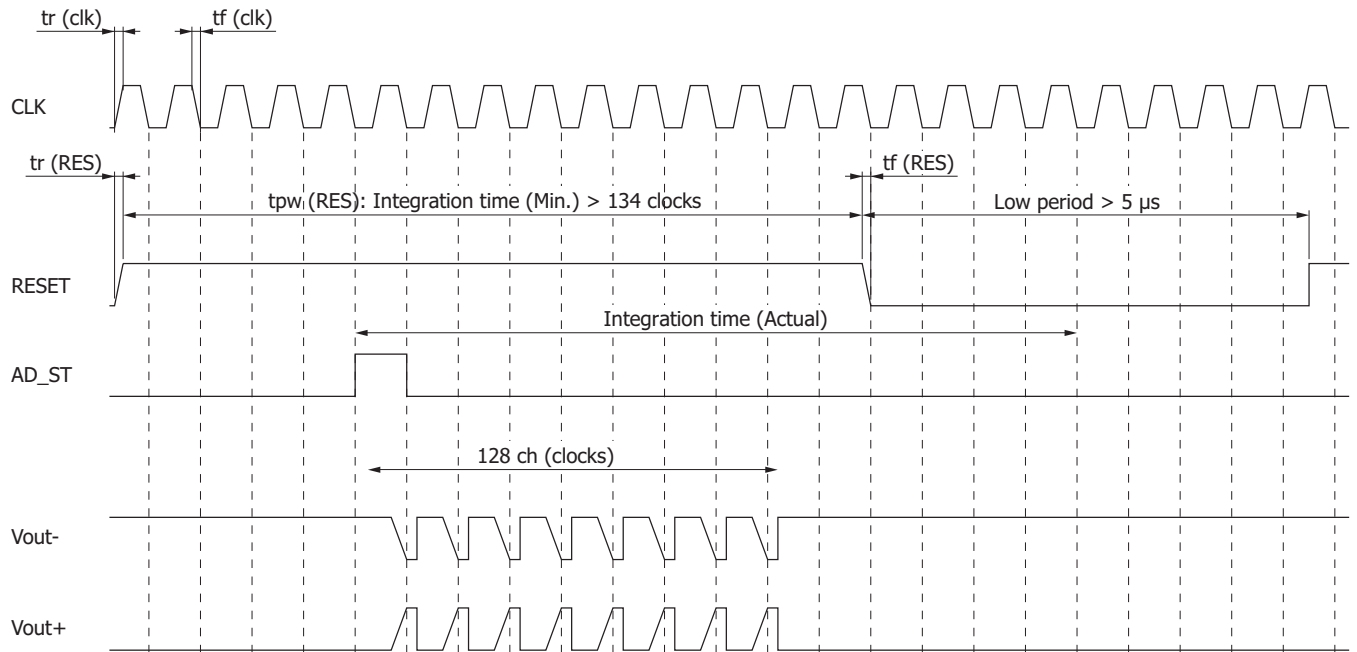 tr (clk)
tf (clk)
CLK
tr (RES)
tf (RES)
tpw (RES): Integration time (Min.) > 134 clocks
Low period > 5 µs
RESET
Integration time (Actual)
AD_ST
128 ch (clocks)
Vout-
Vout+